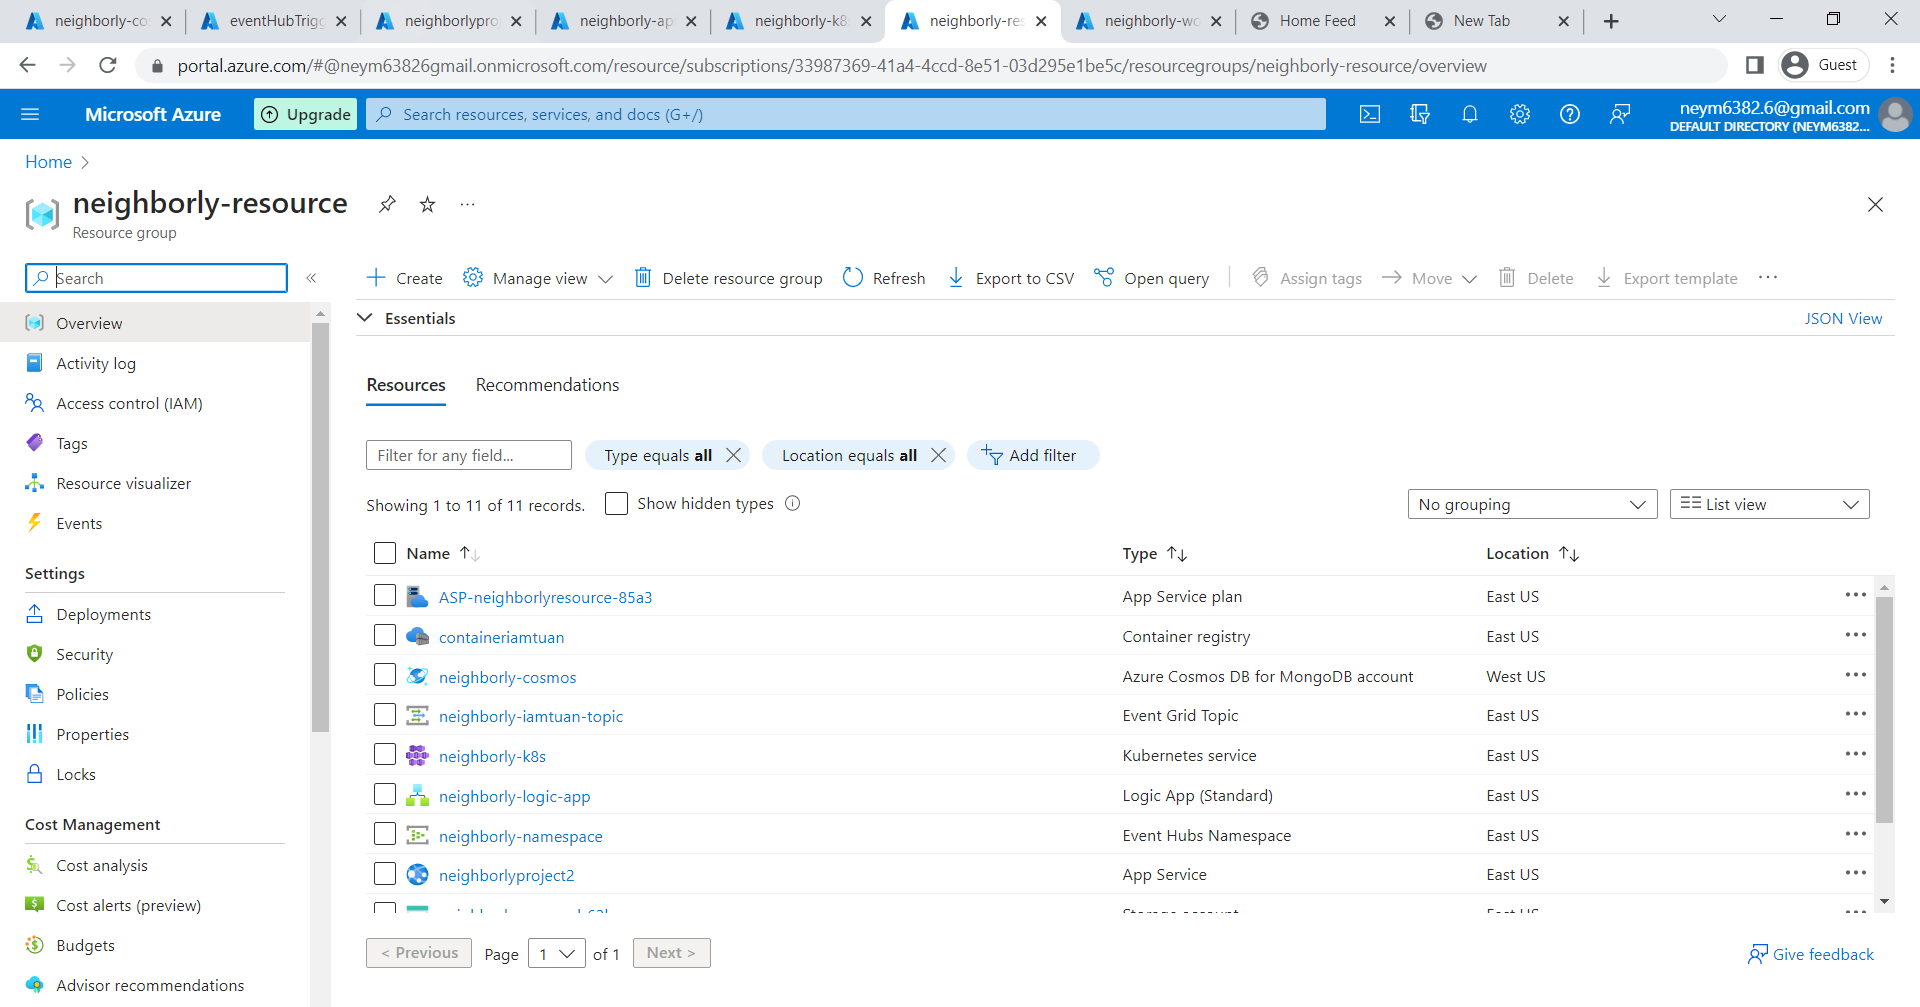 neighborly-co
eventHubTrigg
neighborlypro
neighborly-ap
neighborly-k8
neighborly-res
neighborly-wo
Home Feed
New Tab
portal.azure.com/#@neym63826gmail.onmicrosoft.com/resource/subscriptions/33987369-41a4-4ccd-8e51-03d295e1be5c/resourcegroups/neighborly-resource/overview
Guest
Microsoft Azure
Upgrade
Search resources, services, and docs (G+/)
neym6382.6@gmail.com
DEFAULT DIRECTORY (NEYM6382...
Home
neighborly-resource
Resource group
Search
Create
Manage view
Delete resource group
Refresh
Export to CSV
Open query
Assign tags
Move
Delete
Export template
Overview
Activity log
Access control (IAM)
Tags
Resource visualizer
Events
Settings
Deployments
Security
Policies
Properties
Locks
Cost Management
Cost analysis
Cost alerts (preview)
Budgets
Advisor recommendations
Essentials
JSON View
Resources
Recommendations
Filter for any field...
Type equals all
Location equals all
Add filter
Showing 1 to 11 of 11 records.
Show hidden types
No grouping
List view
Name
Type
Location
ASP-neighborlyresource-85a3
App Service plan
East US
containeriamtuan
Container registry
East US
neighborly-cosmos
Azure Cosmos DB for MongoDB account
West US
neighborly-iamtuan-topic
Event Grid Topic
East US
neighborly-k8s
Kubernetes service
East US
neighborly-logic-app
Logic App (Standard)
East US
neighborly-namespace
Event Hubs Namespace
East US
neighborlyproject2
App Service
East US
Storage account
East US
< Previous
Page
1
of 1
Next >
Give feedback